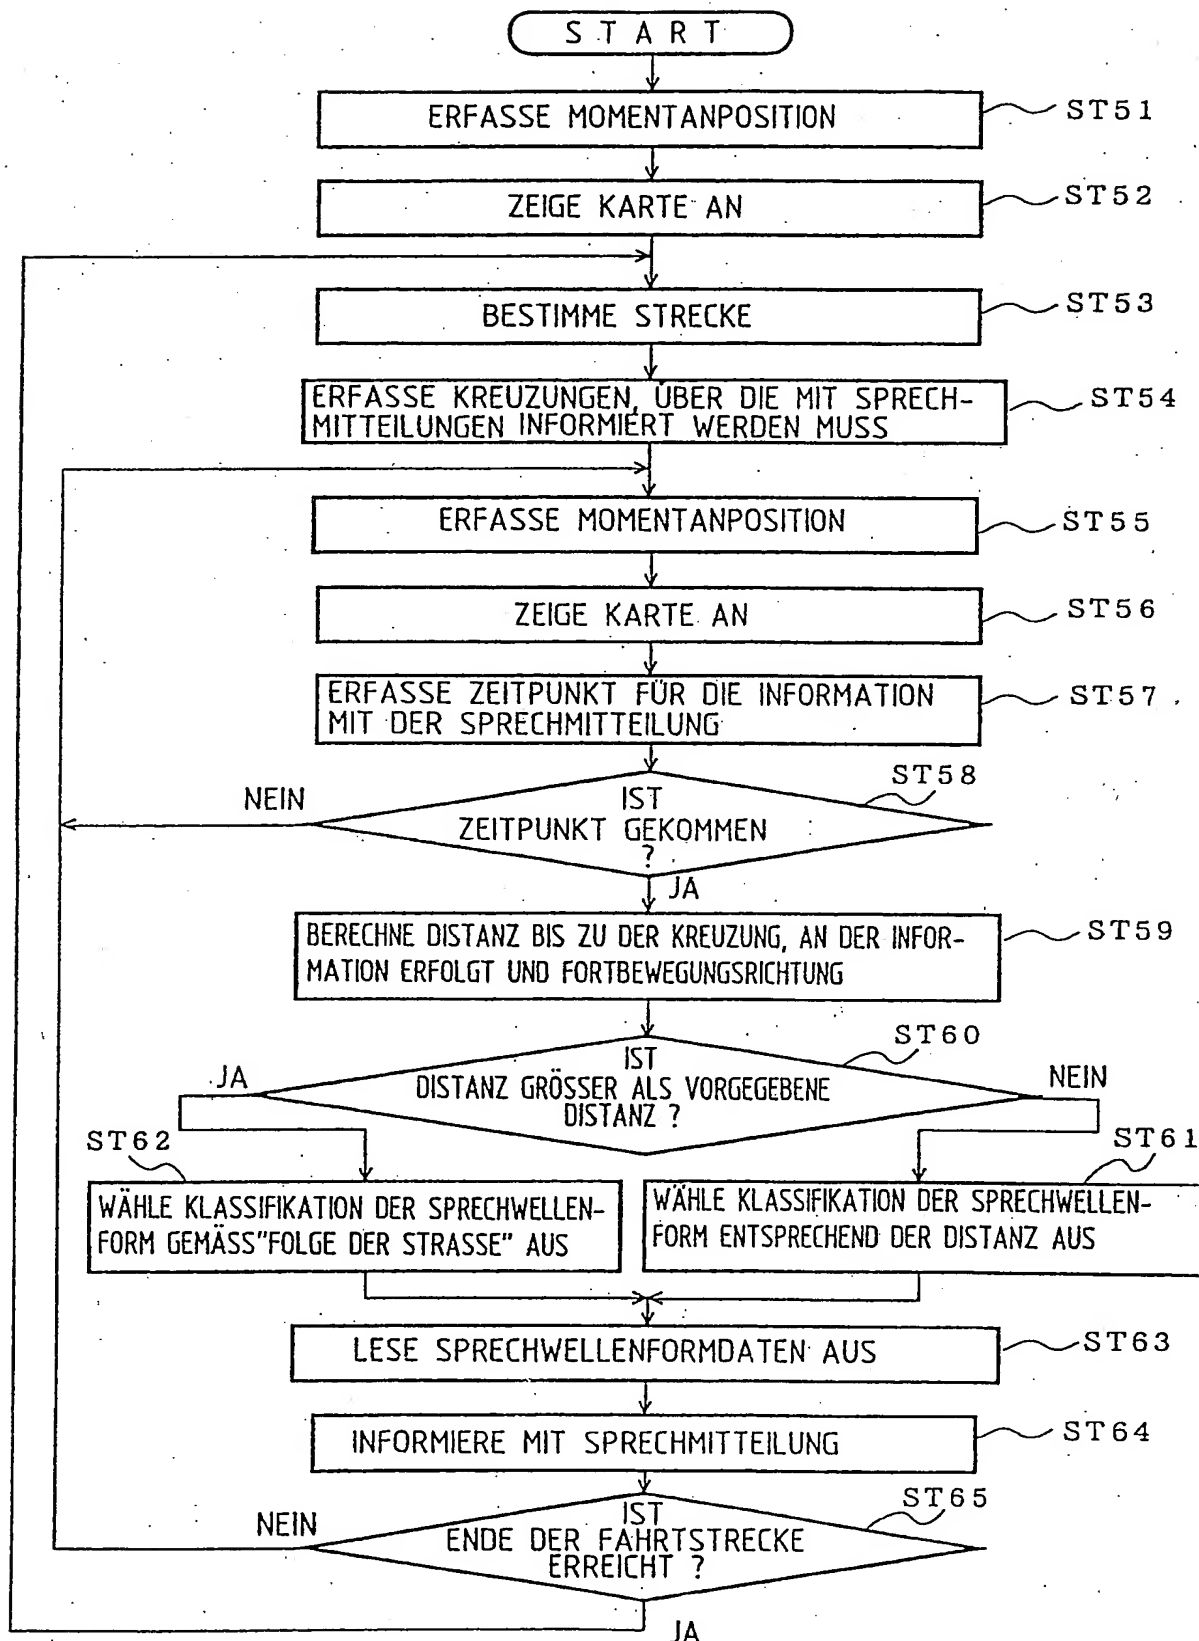 START
ERFASSE MOMENTANPOSITION
ST51
ZEIGE KARTE AN
ST52
BESTIMME STRECKE
ST53
ERFASSE KREUZUNGEN, ÜBER DIE MIT SPRECH-
MITTEILUNGEN INFORMIERT WERDEN MUSS
ST54
ERFASSE MOMENTANPOSITION
ST55
ZEIGE KARTE AN
ST56
ERFASSE ZEITPUNKT FÜR DIE INFORMATION
MIT DER SPRECHMITTEILUNG
ST57
ST58
NEIN
IST
ZEITPUNKT GEKOMMEN
?
JA
BERECHNE DISTANZ BIS ZU DER KREUZUNG, AN DER INFOR-
MATION ERFOLGT UND FORTBEWEGUNGSRICHTUNG
ST59
ST60
JA
IST
DISTANZ GRÖSSER ALS VORGEGEBENE
DISTANZ ?
NEIN
ST62
ST61
WÄHLE KLASSIFIKATION DER SPRECHWELLEN-
FORM GEMÄSS"FOLGE DER STRASSE" AUS
WÄHLE KLASSIFIKATION DER SPRECHWELLEN-
FORM ENTSPRECHEND DER DISTANZ AUS
LESE SPRECHWELLENFORMDATEN AUS
ST63
INFORMIERE MIT SPRECHMITTEILUNG
ST64
ST65
NEIN
IST
ENDE DER FAHRTSTRECKE
ERREICHT ?
JA